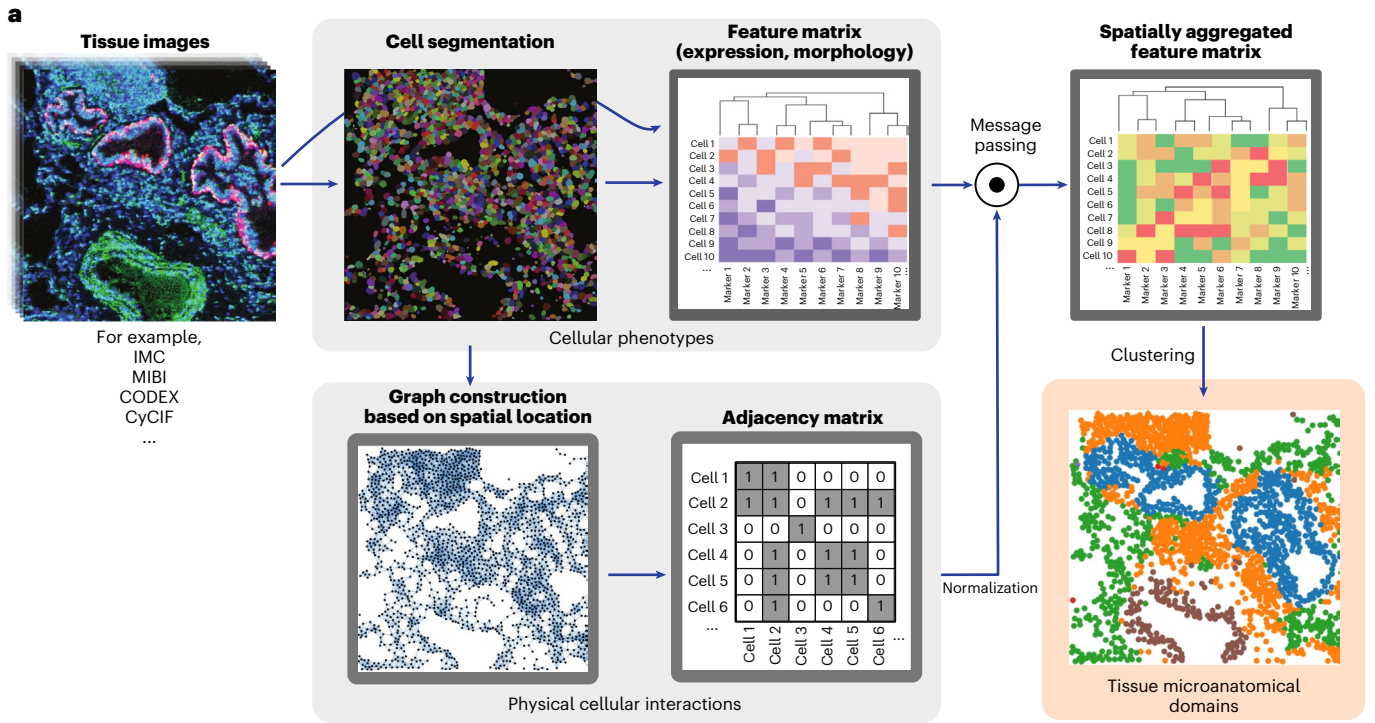 a
Tissue images
For example,
IMC
MIBI
CODEX
CyCIF
...
Cell segmentation
Feature matrix
(expression, morphology)
Cell 1
Cell 2
Cell 3
Cell 4
Cell 5
Cell 6
Cell 7
Cell 8
Cell 9
Cell 10
...
Marker 1
Marker 2
Marker 3
Marker 4
Marker 5
Marker 6
Marker 7
Marker 8
Marker 9
Marker 10
...
Cellular phenotypes
Message
passing
Spatially aggregated
feature matrix
Cell 1
Cell 2
Cell 3
Cell 4
Cell 5
Cell 6
Cell 7
Cell 8
Cell 9
Cell 10
...
Marker 1
Marker 2
Marker 3
Marker 4
Marker 5
Marker 6
Marker 7
Marker 8
Marker 9
Marker 10
...
Clustering
Graph construction
based on spatial location
Adjacency matrix
Cell 1 1 1 0 0 0 0
Cell 2 1 1 0 1 1 1
Cell 3 0 0 1 0 0 0
Cell 4 0 1 0 1 1 0
Cell 5 0 1 0 1 1 0
Cell 6 0 1 0 0 0 1
...
Cell 1
Cell 2
Cell 3
Cell 4
Cell 5
Cell 6
...
Physical cellular interactions
Normalization
Tissue microanatomical
domains